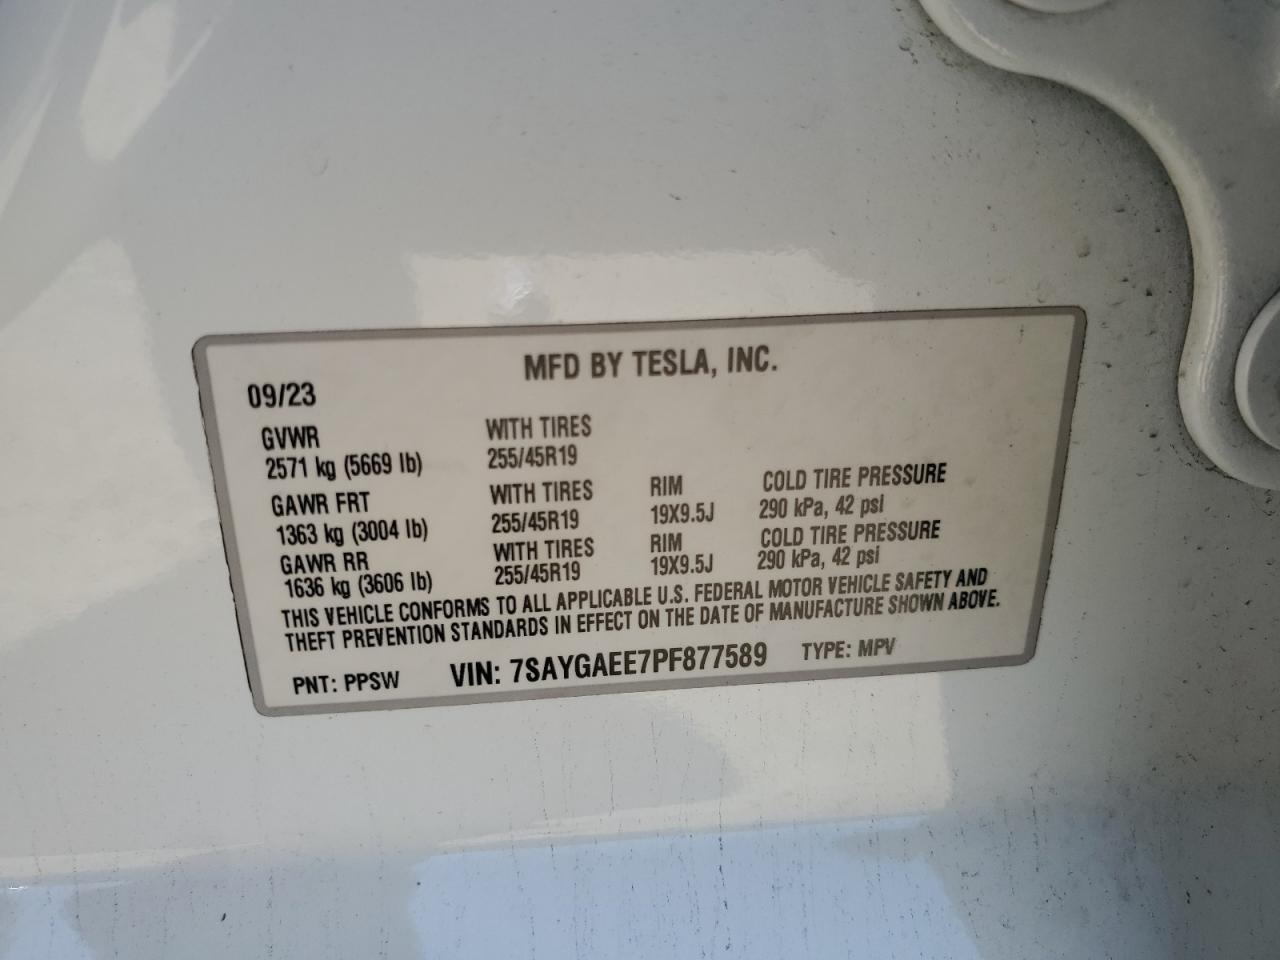 MFD BY TESLA, INC.
09/23
GVWR WITH TIRES
2571 kg (5669 lb) 255/45R19
GAWR FRT WITH TIRES RIM COLD TIRE PRESSURE
1363 kg (3004 lb) 255/45R19 19X9.5J 290 kPa, 42 psi
GAWR RR WITH TIRES RIM COLD TIRE PRESSURE
1636 kg (3606 lb) 255/45R19 19X9.5J 290 kPa, 42 psi
THIS VEHICLE CONFORMS TO ALL APPLICABLE U.S. FEDERAL MOTOR VEHICLE SAFETY AND
THEFT PREVENTION STANDARDS IN EFFECT ON THE DATE OF MANUFACTURE SHOWN ABOVE.
PNT: PPSW VIN: 7SAYGAEE7PF877589 TYPE: MPV